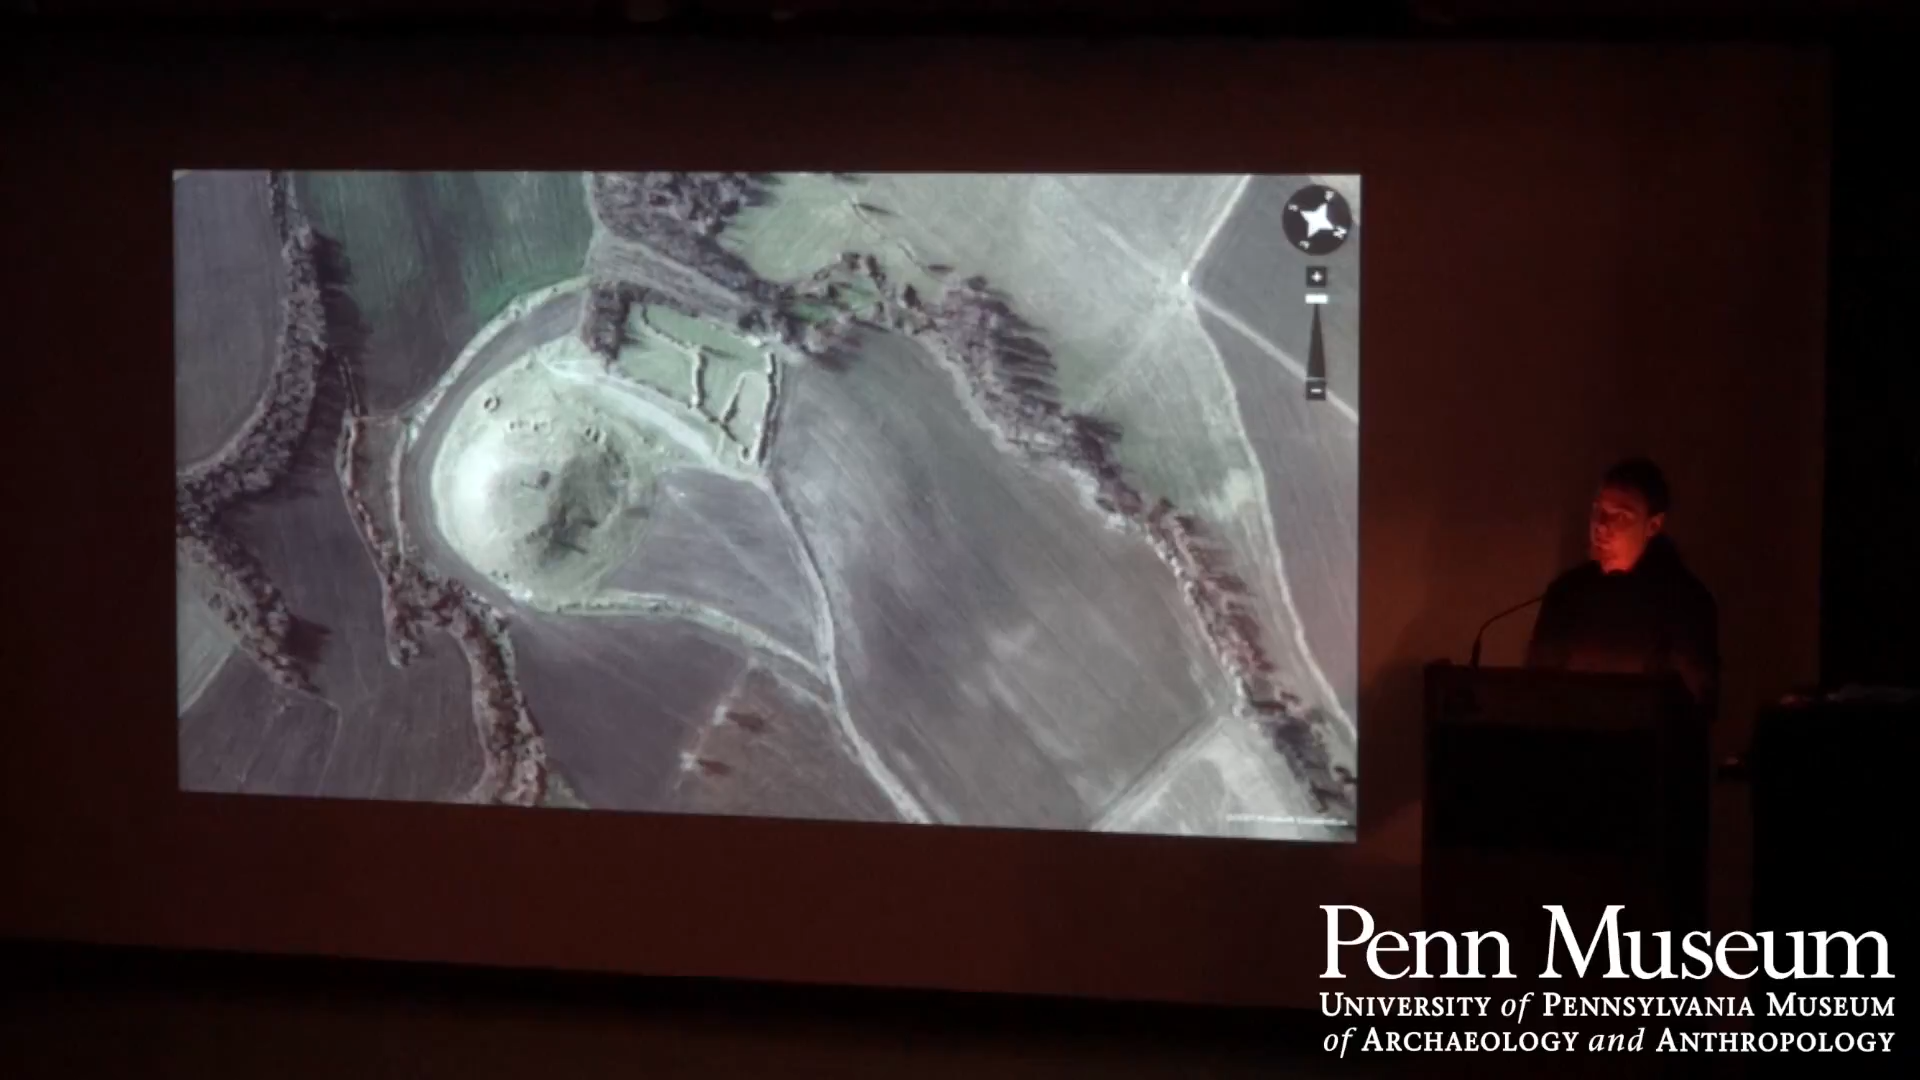 Penn Museum
UNIVERSITY of PENNSYLVANIA MUSEUM
of ARCHAEOLOGY and ANTHROPOLOGY